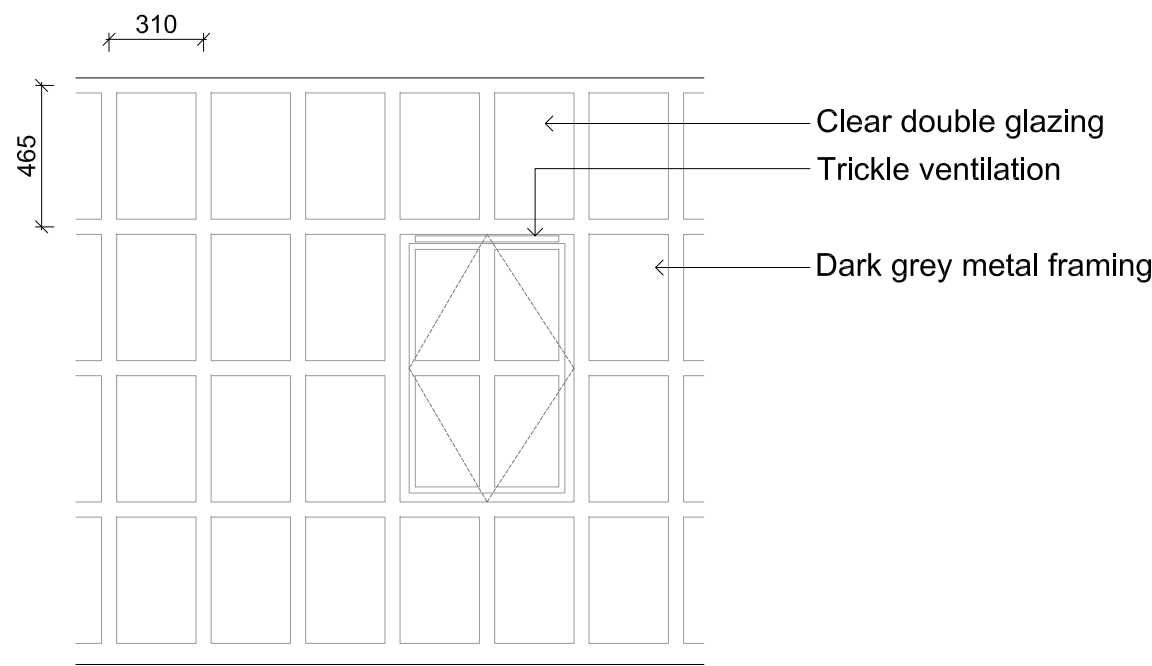 310
465
Clear double glazing
Trickle ventilation
Dark grey metal framing